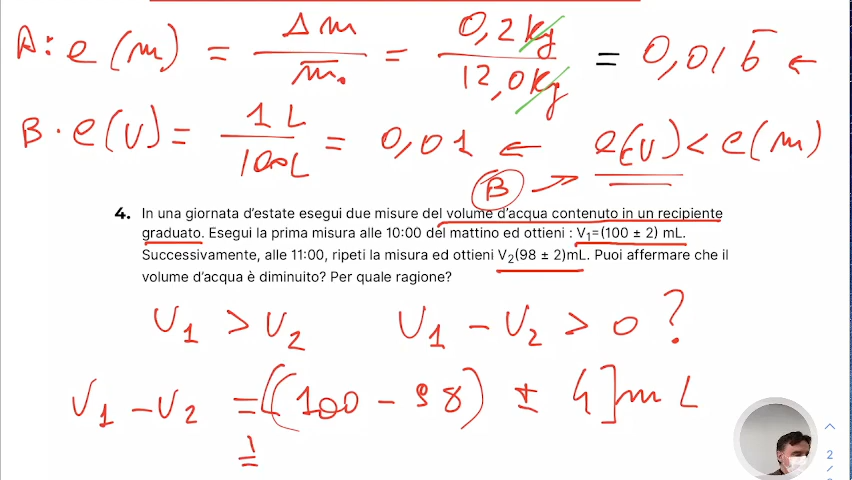 A: e(m) = Δm / m̅. = 0,2 kg / 12,0 kg = 0,01 6̅ ←
B. e(V) = 1 L / 100 L = 0,01 ← e(V) < e(m)
B →
4. In una giornata d'estate esegui due misure del volume d'acqua contenuto in un recipiente
graduato. Esegui la prima misura alle 10:00 del mattino ed ottieni : V₁=(100 ± 2) mL.
Successivamente, alle 11:00, ripeti la misura ed ottieni V₂(98 ± 2)mL. Puoi affermare che il
volume d'acqua è diminuito? Per quale ragione?
V₁ > V₂ V₁ - V₂ > 0 ?
V₁ - V₂ = [(100 - 98) ± 4] mL
=
2
/